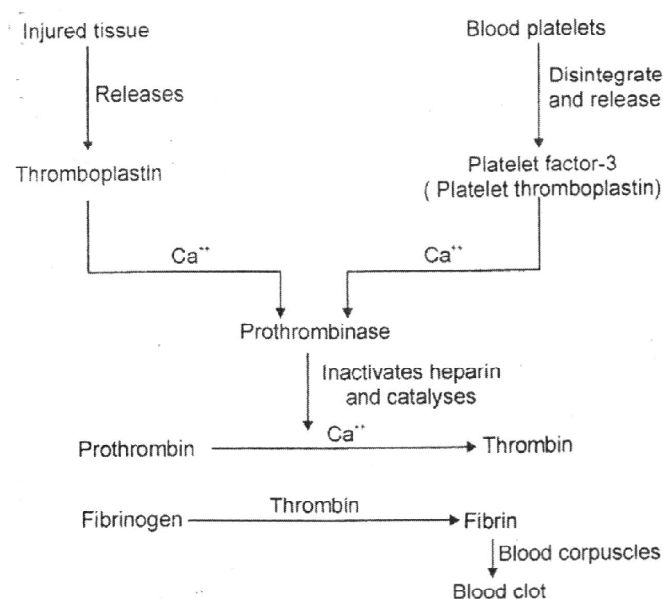 Injured tissue
Blood platelets
Releases
Disintegrate
and release
Thromboplastin
Platelet factor-3
( Platelet thromboplastin)
Ca⁺⁺
Ca⁺⁺
Prothrombinase
Inactivates heparin
and catalyses
Prothrombin
Ca⁺⁺
Thrombin
Fibrinogen
Thrombin
Fibrin
Blood corpuscles
Blood clot